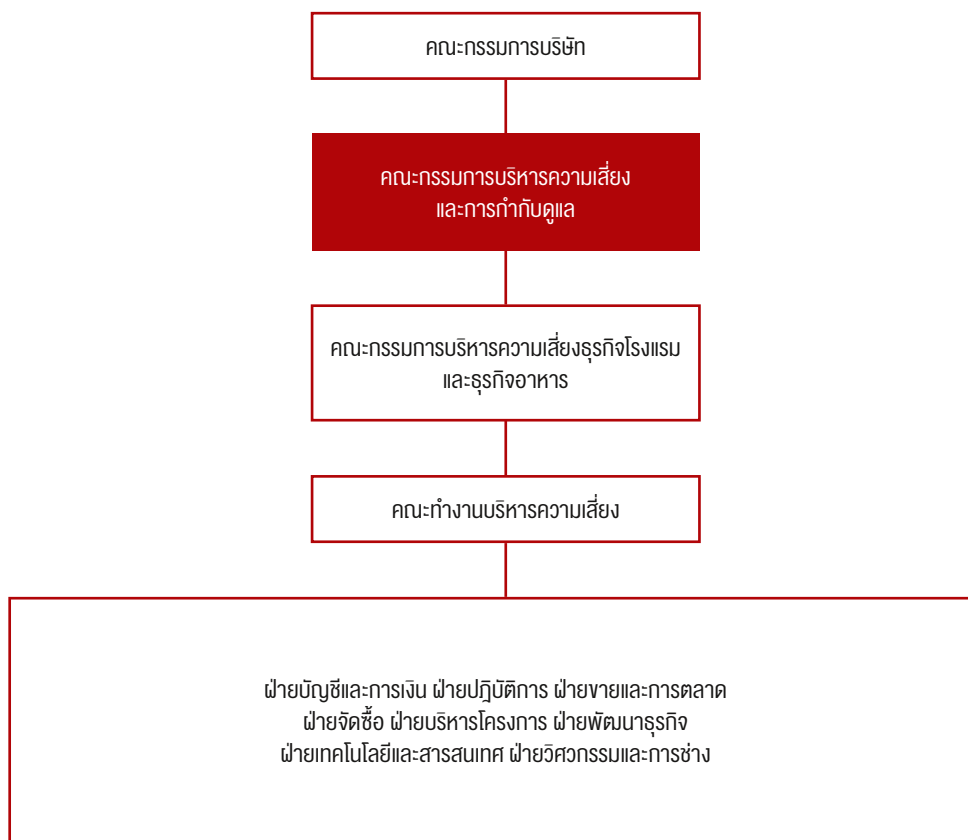 คณะกรรมการบริษัท
คณะกรรมการบริหารความเสี่ยง
และการกำกับดูแล
คณะกรรมการบริหารความเสี่ยงธุรกิจโรงแรม
และธุรกิจอาหาร
คณะทำงานบริหารความเสี่ยง
ฝ่ายบัญชีและการเงิน ฝ่ายปฎิบัติการ ฝ่ายขายและการตลาด
ฝ่ายจัดซื้อ ฝ่ายบริหารโครงการ ฝ่ายพัฒนาธุรกิจ
ฝ่ายเทคโนโลยีและสารสนเทศ ฝ่ายวิศวกรรมและการช่าง